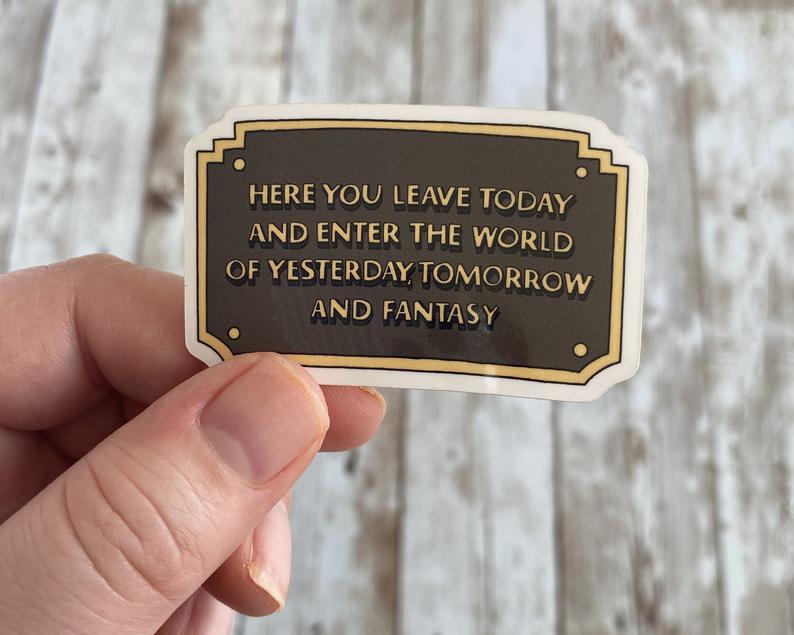 HERE YOU LEAVE TODAY
AND ENTER THE WORLD
OF YESTERDAY, TOMORROW
AND FANTASY